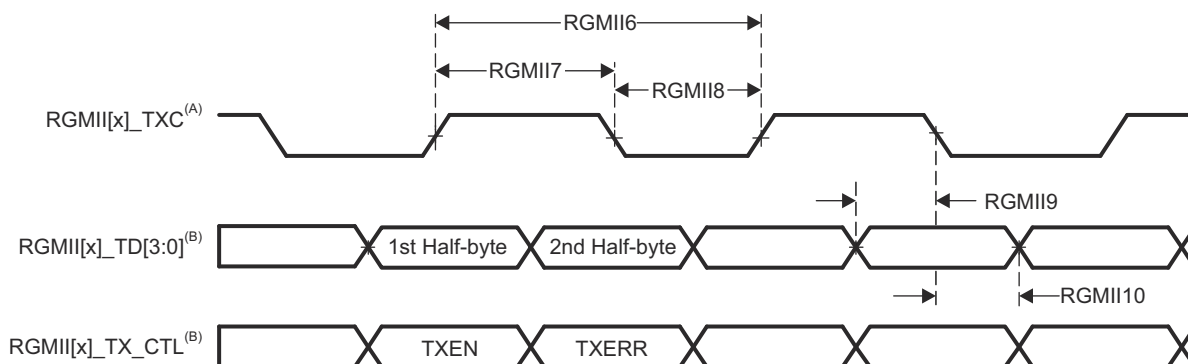 RGMII6
RGMII7
RGMII8
RGMII[x]_TXC(A)
RGMII9
RGMII[x]_TD[3:0](B)
1st Half-byte
2nd Half-byte
RGMII10
RGMII[x]_TX_CTL(B)
TXEN
TXERR